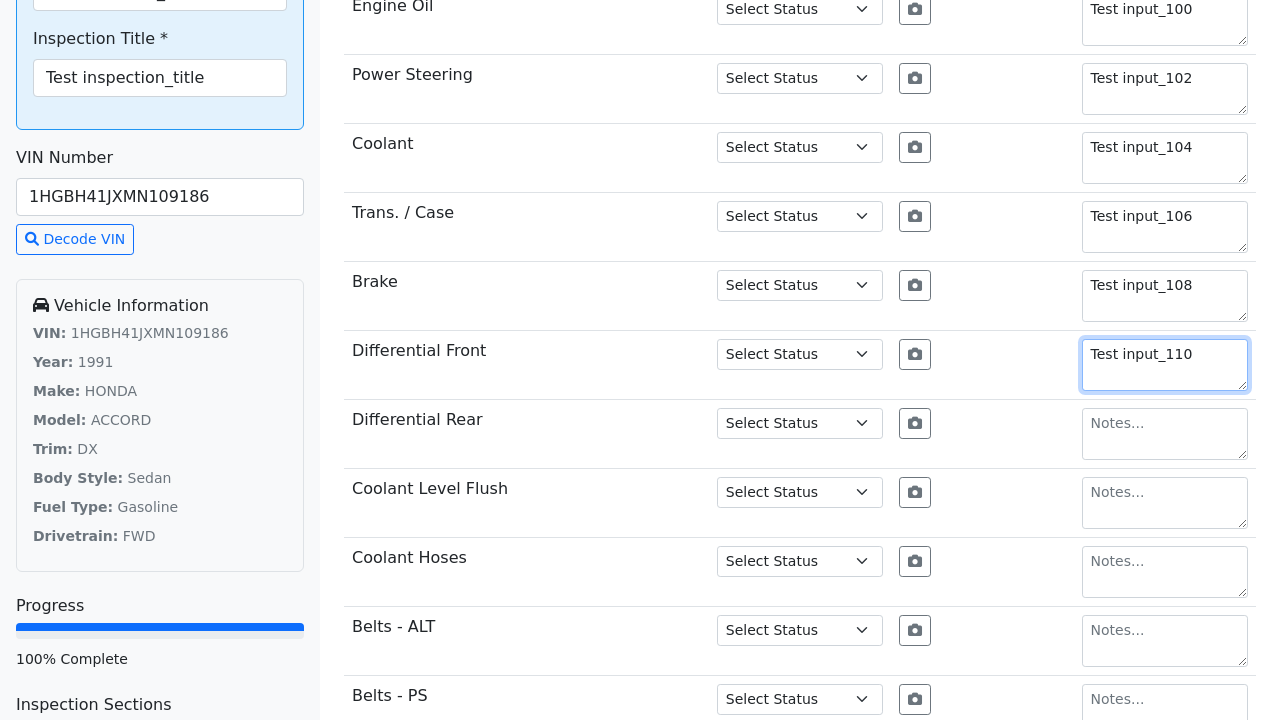 Inspection Title *
Test inspection_title
VIN Number
1HGBH41JXMN109186
Decode VIN
Vehicle Information
VIN: 1HGBH41JXMN109186
Year: 1991
Make: HONDA
Model: ACCORD
Trim: DX
Body Style: Sedan
Fuel Type: Gasoline
Drivetrain: FWD
Progress
100% Complete
Inspection Sections
Engine Oil Select Status Test input_100
Power Steering Select Status Test input_102
Coolant Select Status Test input_104
Trans. / Case Select Status Test input_106
Brake Select Status Test input_108
Differential Front Select Status Test input_110
Differential Rear Select Status Notes...
Coolant Level Flush Select Status Notes...
Coolant Hoses Select Status Notes...
Belts - ALT Select Status Notes...
Belts - PS Select Status Notes...